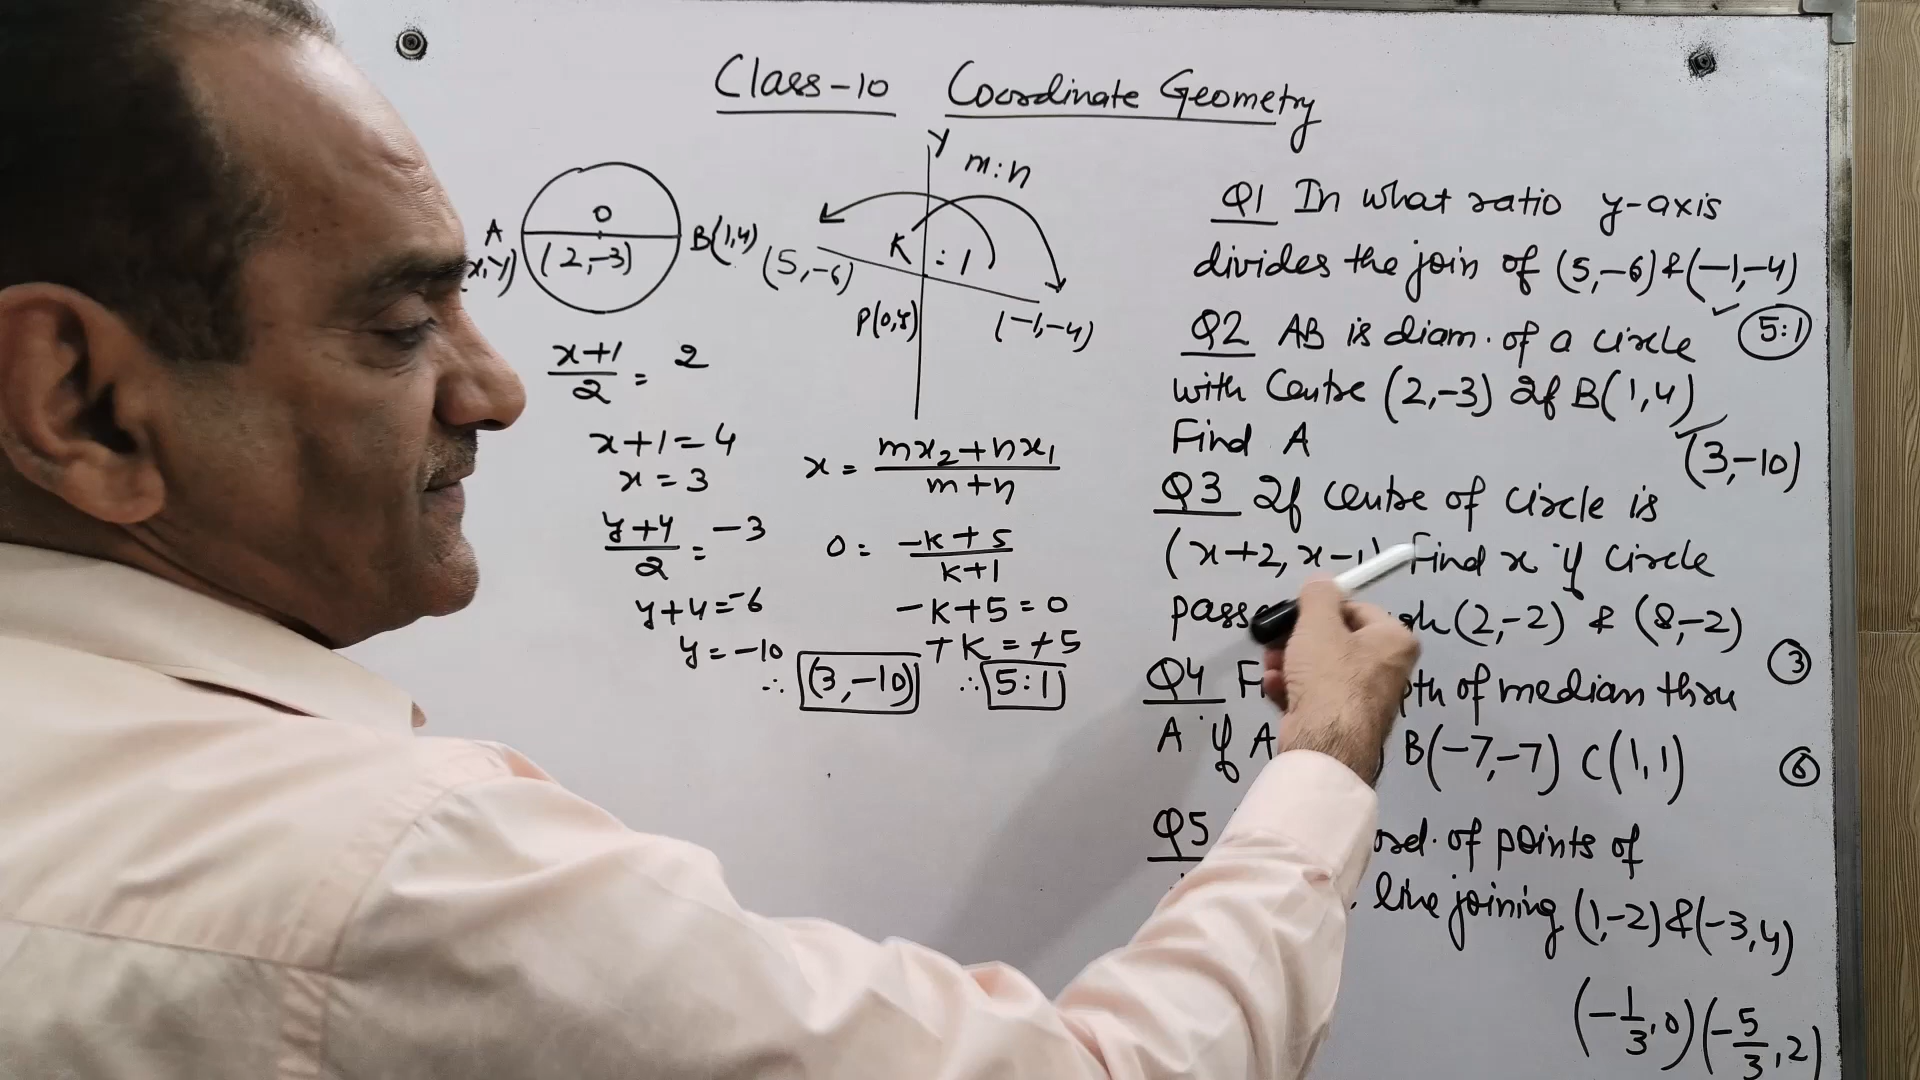 Class-10 Coordinate Geometry
O
A
(2,-3)
B(1,4)
x+1/2 = 2
x+1=4
x=3
y+4/2 = -3
y+4=-6
y=-10
∴ (3,-10)
Y
m:n
K : 1
(5,-6)
P(0,Y)
(-1,-4)
x = mx₂+nx₁/m+n
0 = -K+5/K+1
-K+5=0
+K=+5
∴ 5:1
Q1 In what ratio y-axis
divides the join of (5,-6)&(-1,-4)
5:1
Q2 AB is diam. of a circle
with Centre (2,-3) If B(1,4)
Find A
(3,-10)
Q3 If centre of circle is
(x+2, x-1) Find x if circle
(2,-2) & (8,-2)
3
Q4 of median thru
A if A B(-7,-7) C(1,1)
6
Q5 of points of
line joining (1,-2)&(-3,4)
(-1/3,0)(-5/3,2)